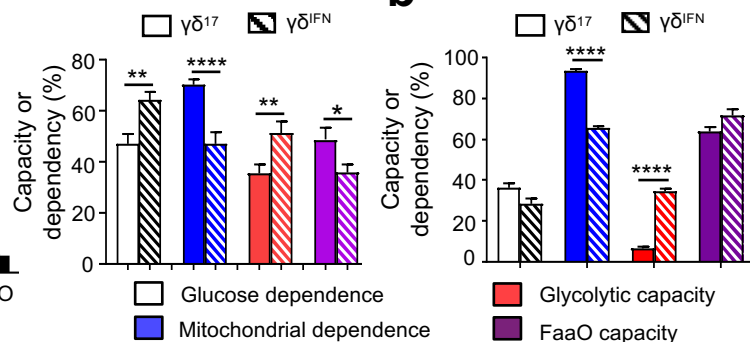 b
γδ¹⁷ γδᴵᶠᴺ
Capacity or
dependency (%)
80
60
40
20
0
** **** ** *
γδ¹⁷ γδᴵᶠᴺ
Capacity or
dependency (%)
100
80
60
40
20
0
**** ****
O
Glucose dependence
Mitochondrial dependence
Glycolytic capacity
FaaO capacity